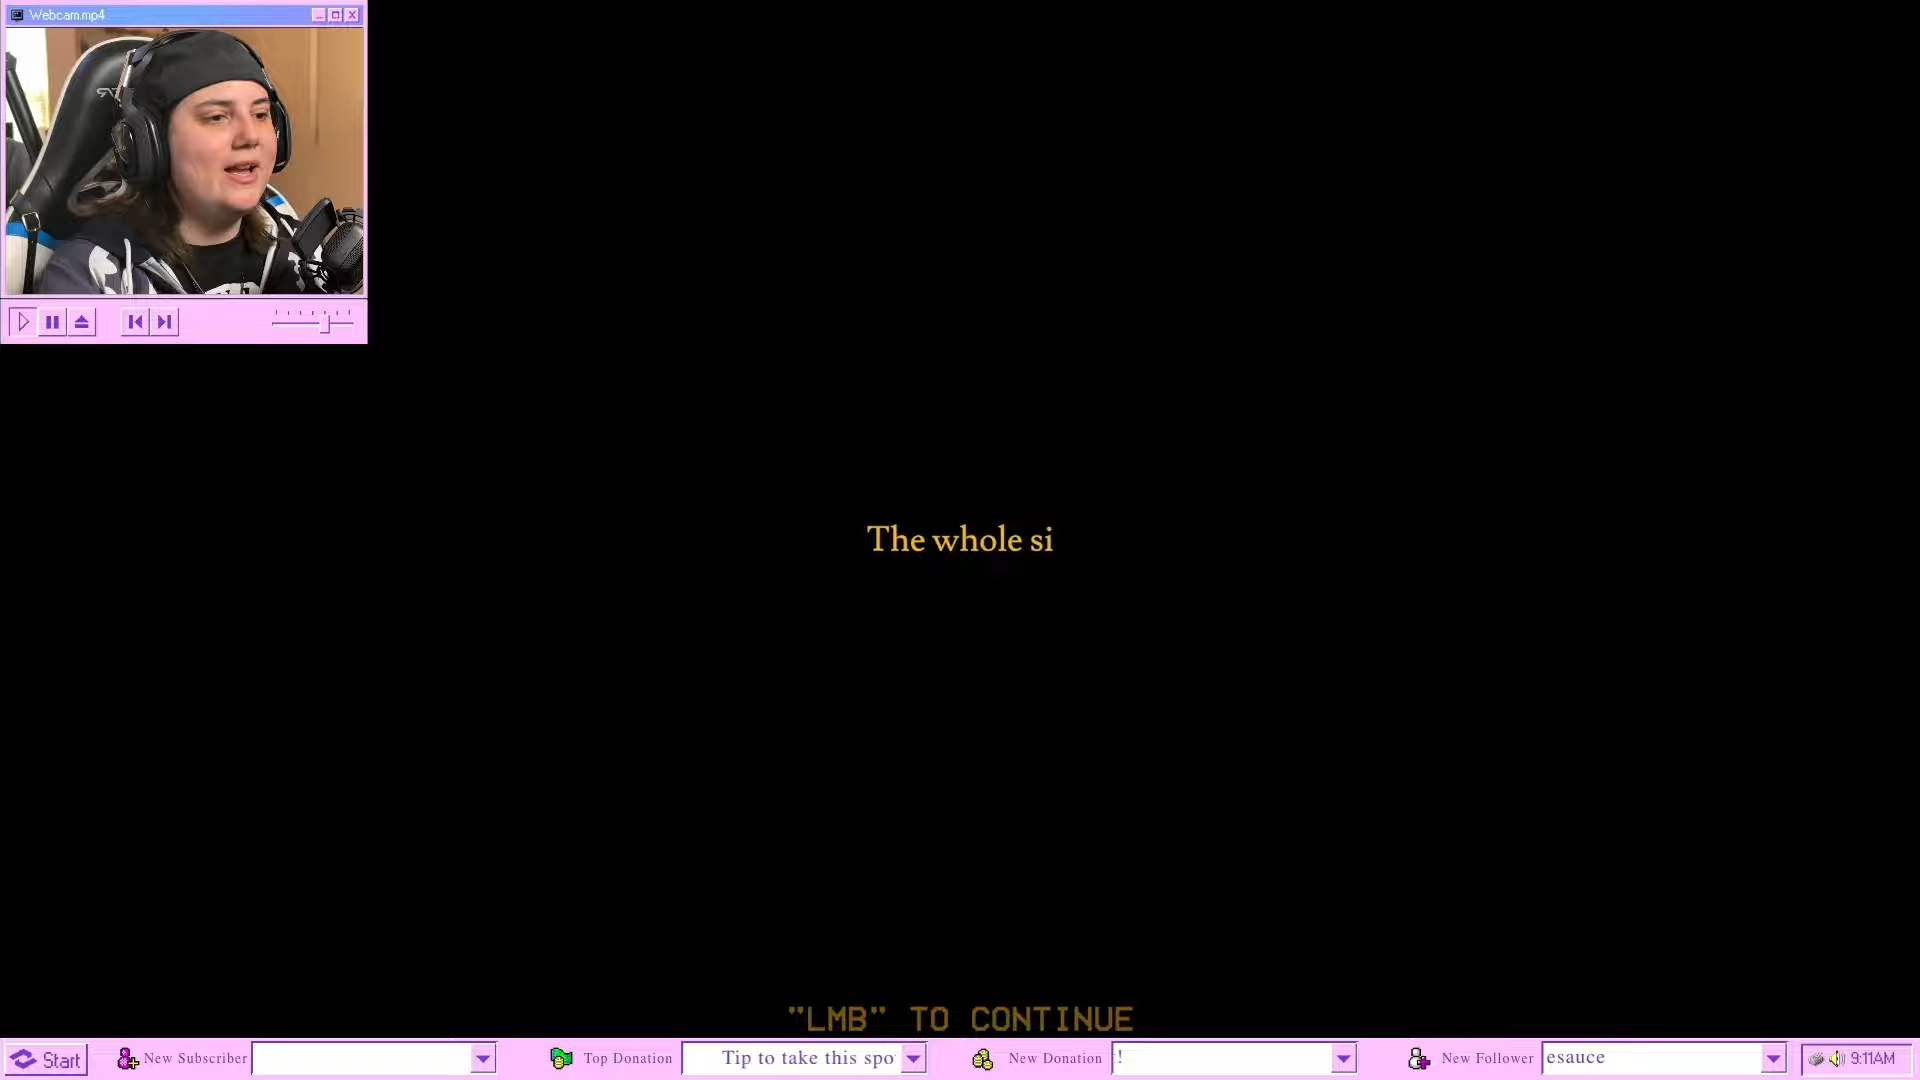 Webcam.mp4
The whole si
"LMB" TO CONTINUE
Start
New Subscriber
Top Donation
Tip to take this spo
New Donation
!
New Follower
esauce
9:11AM